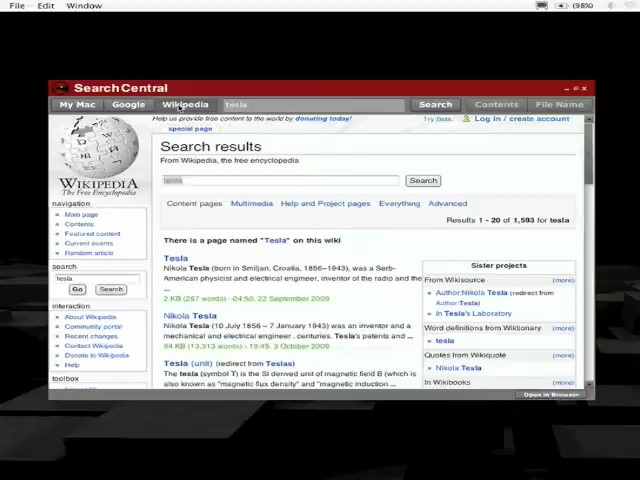 File Edit Window (98%)
SearchCentral
My Mac Google Wikipedia tesla Search Contents File Name
Help us provide free content to the world by donating today! Try Beta. Log in / create account
special page
Search results
From Wikipedia, the free encyclopedia
tesla Search
WIKIPEDIA
The Free Encyclopedia
navigation
Main page
Contents
Featured content
Current events
Random article
search
tesla
Go Search
interaction
About Wikipedia
Community portal
Recent changes
Contact Wikipedia
Donate to Wikipedia
Help
toolbox
Content pages Multimedia Help and Project pages Everything Advanced
Results 1 - 20 of 1,593 for tesla
There is a page named "Tesla" on this wiki
Tesla
Nikola Tesla (born in Smiljan, Croatia, 1856–1943), was a Serb-
American physicist and electrical engineer, inventor of the radio and the
...
2 KB (257 words) - 04:50, 22 September 2009
Nikola Tesla
Nikola Tesla (10 July 1856 – 7 January 1943) was an inventor and a
mechanical and electrical engineer . centuries. Tesla's patents and ...
94 KB (13,313 words) - 19:45, 3 October 2009
Tesla (unit) (redirect from Teslas)
The tesla (symbol T) is the SI derived unit of magnetic field B (which is
also known as "magnetic flux density" and "magnetic induction ...
Sister projects
From Wikisource (more)
Author:Nikola Tesla (redirect from
Author:Tesla)
In Tesla's Laboratory
Word definitions from Wiktionary (more)
tesla
Quotes from Wikiquote (more)
Nikola Tesla
In Wikibooks (more)
Open in Browser